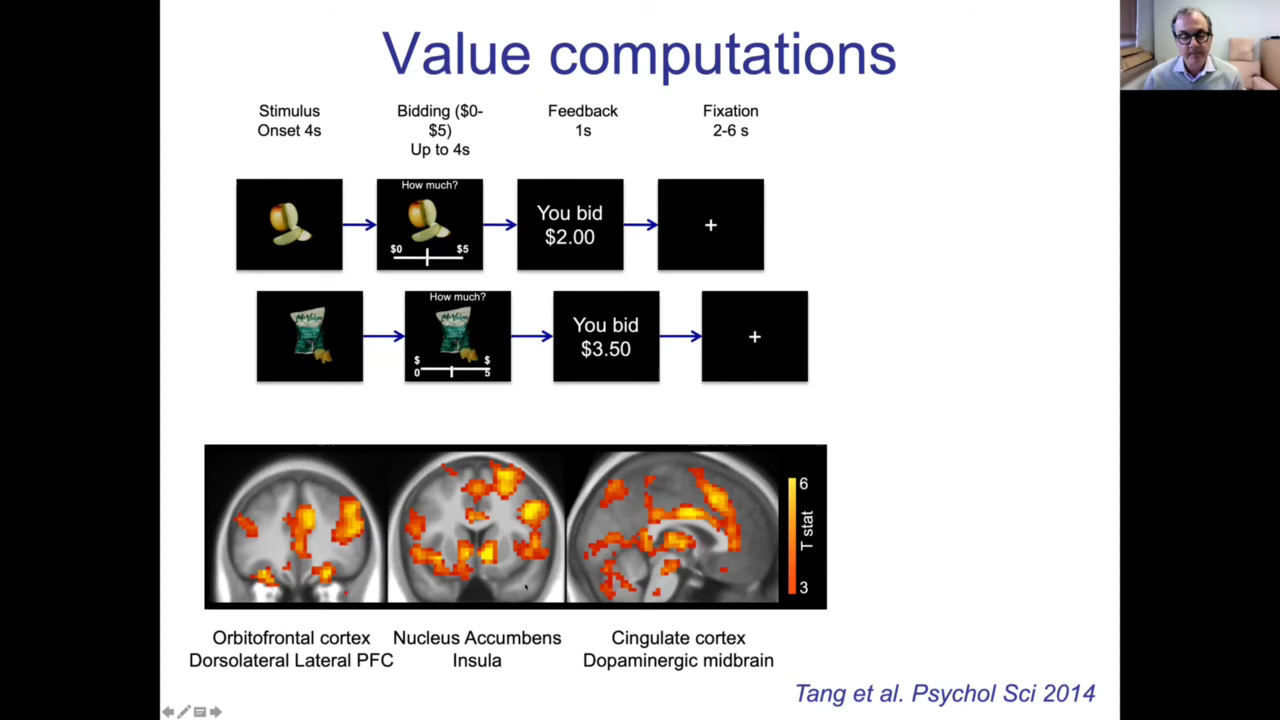 Value computations
Stimulus
Onset 4s
Bidding ($0-
$5)
Up to 4s
Feedback
1s
Fixation
2-6 s
How much?
$0
$5
You bid
$2.00
+
How much?
$
0
$
5
You bid
$3.50
+
6
T stat
3
Orbitofrontal cortex
Dorsolateral Lateral PFC
Nucleus Accumbens
Insula
Cingulate cortex
Dopaminergic midbrain
Tang et al. Psychol Sci 2014